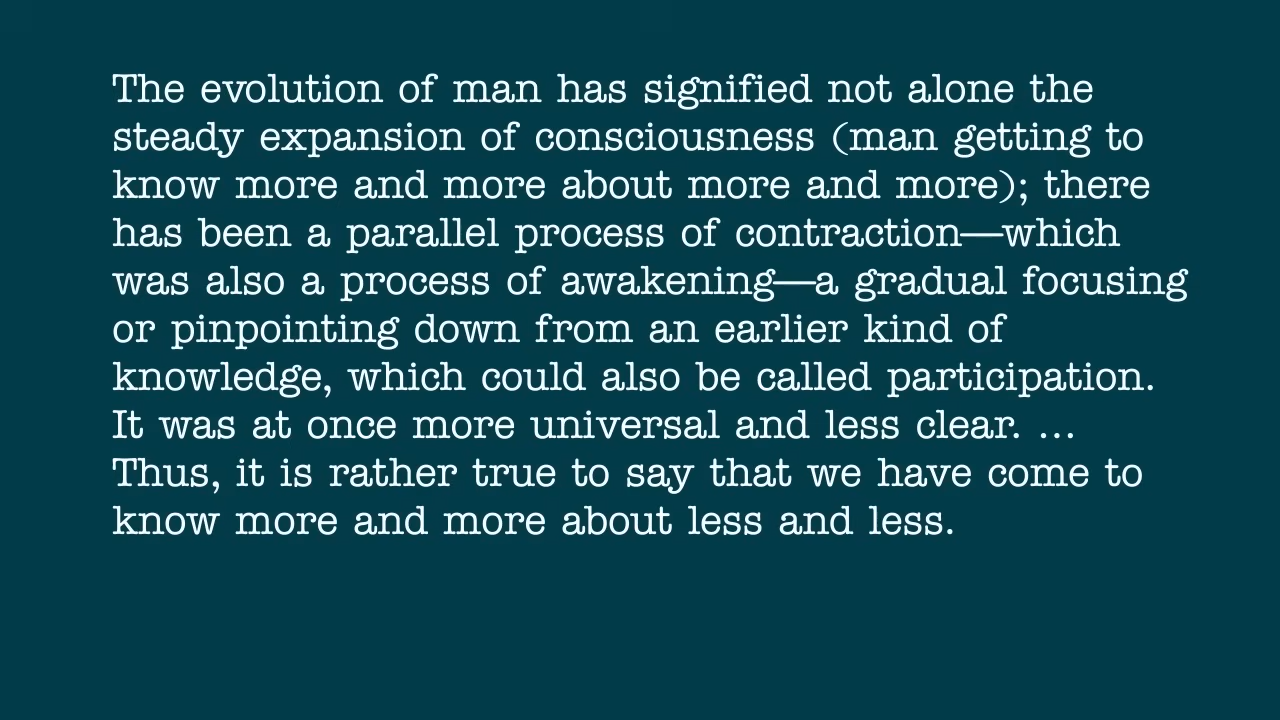 The evolution of man has signified not alone the
steady expansion of consciousness (man getting to
know more and more about more and more); there
has been a parallel process of contraction—which
was also a process of awakening—a gradual focusing
or pinpointing down from an earlier kind of
knowledge, which could also be called participation.
It was at once more universal and less clear. ...
Thus, it is rather true to say that we have come to
know more and more about less and less.